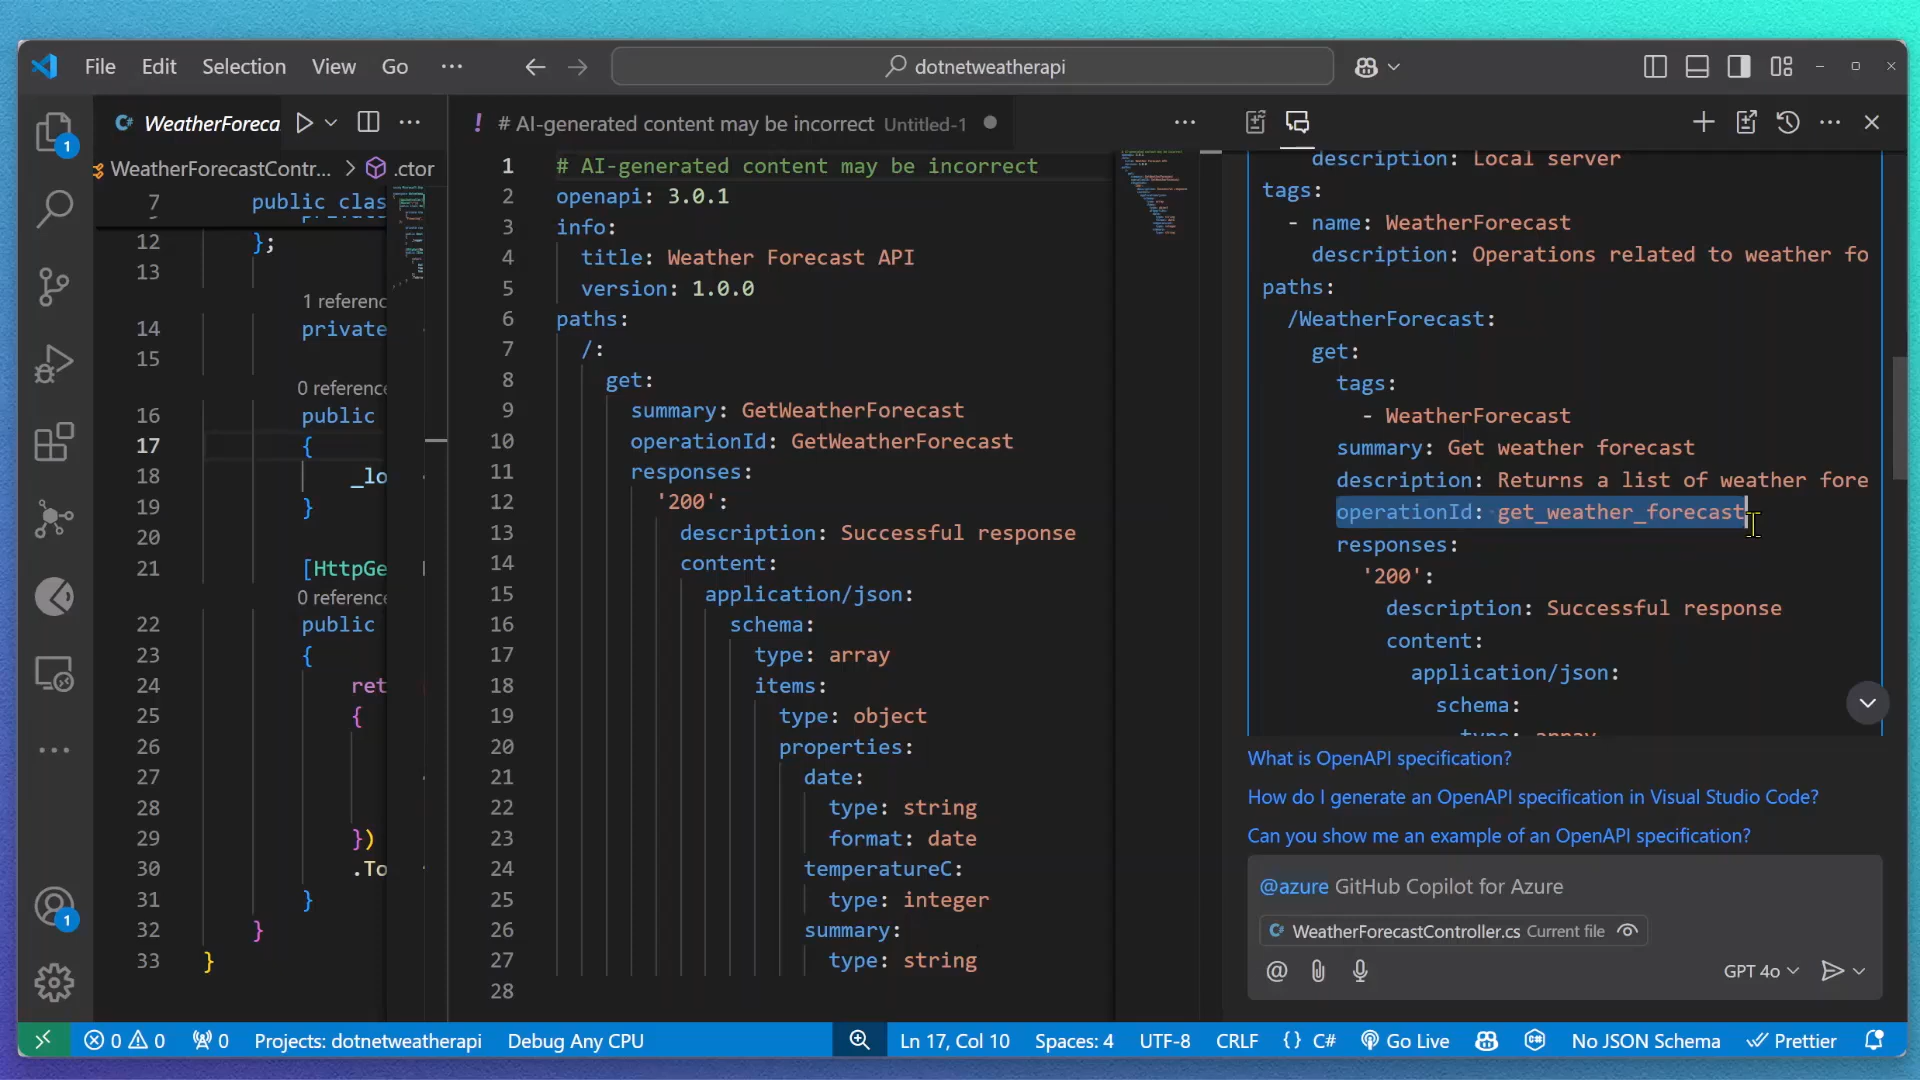 File Edit Selection View Go ··· dotnetweatherapi
WeatherForeca
WeatherForecastContr... > .ctor
7 public class
12 };
13
1 reference
14 private
15
16 public
17 {
18 _lo
19 }
20
21 [HttpGe
22 public
23 {
24 ret
25 {
26
27
28
29 })
30 .To
31 }
32 }
33 }
! # AI-generated content may be incorrect Untitled-1
1 # AI-generated content may be incorrect
2 openapi: 3.0.1
3 info:
4 title: Weather Forecast API
5 version: 1.0.0
6 paths:
7 /:
8 get:
9 summary: GetWeatherForecast
10 operationId: GetWeatherForecast
11 responses:
12 '200':
13 description: Successful response
14 content:
15 application/json:
16 schema:
17 type: array
18 items:
19 type: object
20 properties:
21 date:
22 type: string
23 format: date
24 temperatureC:
25 type: integer
26 summary:
27 type: string
28
description: Local server
tags:
- name: WeatherForecast
description: Operations related to weather fo
paths:
/WeatherForecast:
get:
tags:
- WeatherForecast
summary: Get weather forecast
description: Returns a list of weather fore
operationId: get_weather_forecast
responses:
'200':
description: Successful response
content:
application/json:
schema:
type: array
What is OpenAPI specification?
How do I generate an OpenAPI specification in Visual Studio Code?
Can you show me an example of an OpenAPI specification?
@azure GitHub Copilot for Azure
WeatherForecastController.cs Current file
GPT 4o
1
1
0 0 0 Projects: dotnetweatherapi Debug Any CPU Ln 17, Col 10 Spaces: 4 UTF-8 CRLF {} C# Go Live No JSON Schema Prettier